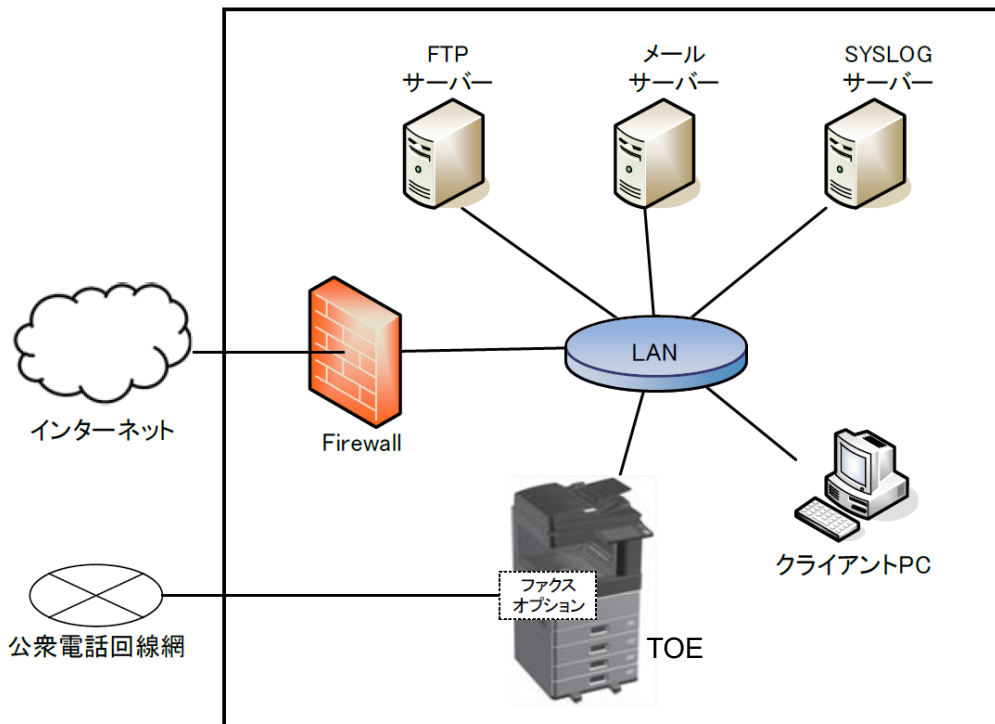 FTP
サーバー
メール
サーバー
SYSLOG
サーバー
LAN
インターネット
Firewall
クライアントPC
ファクス
オプション
TOE
公衆電話回線網